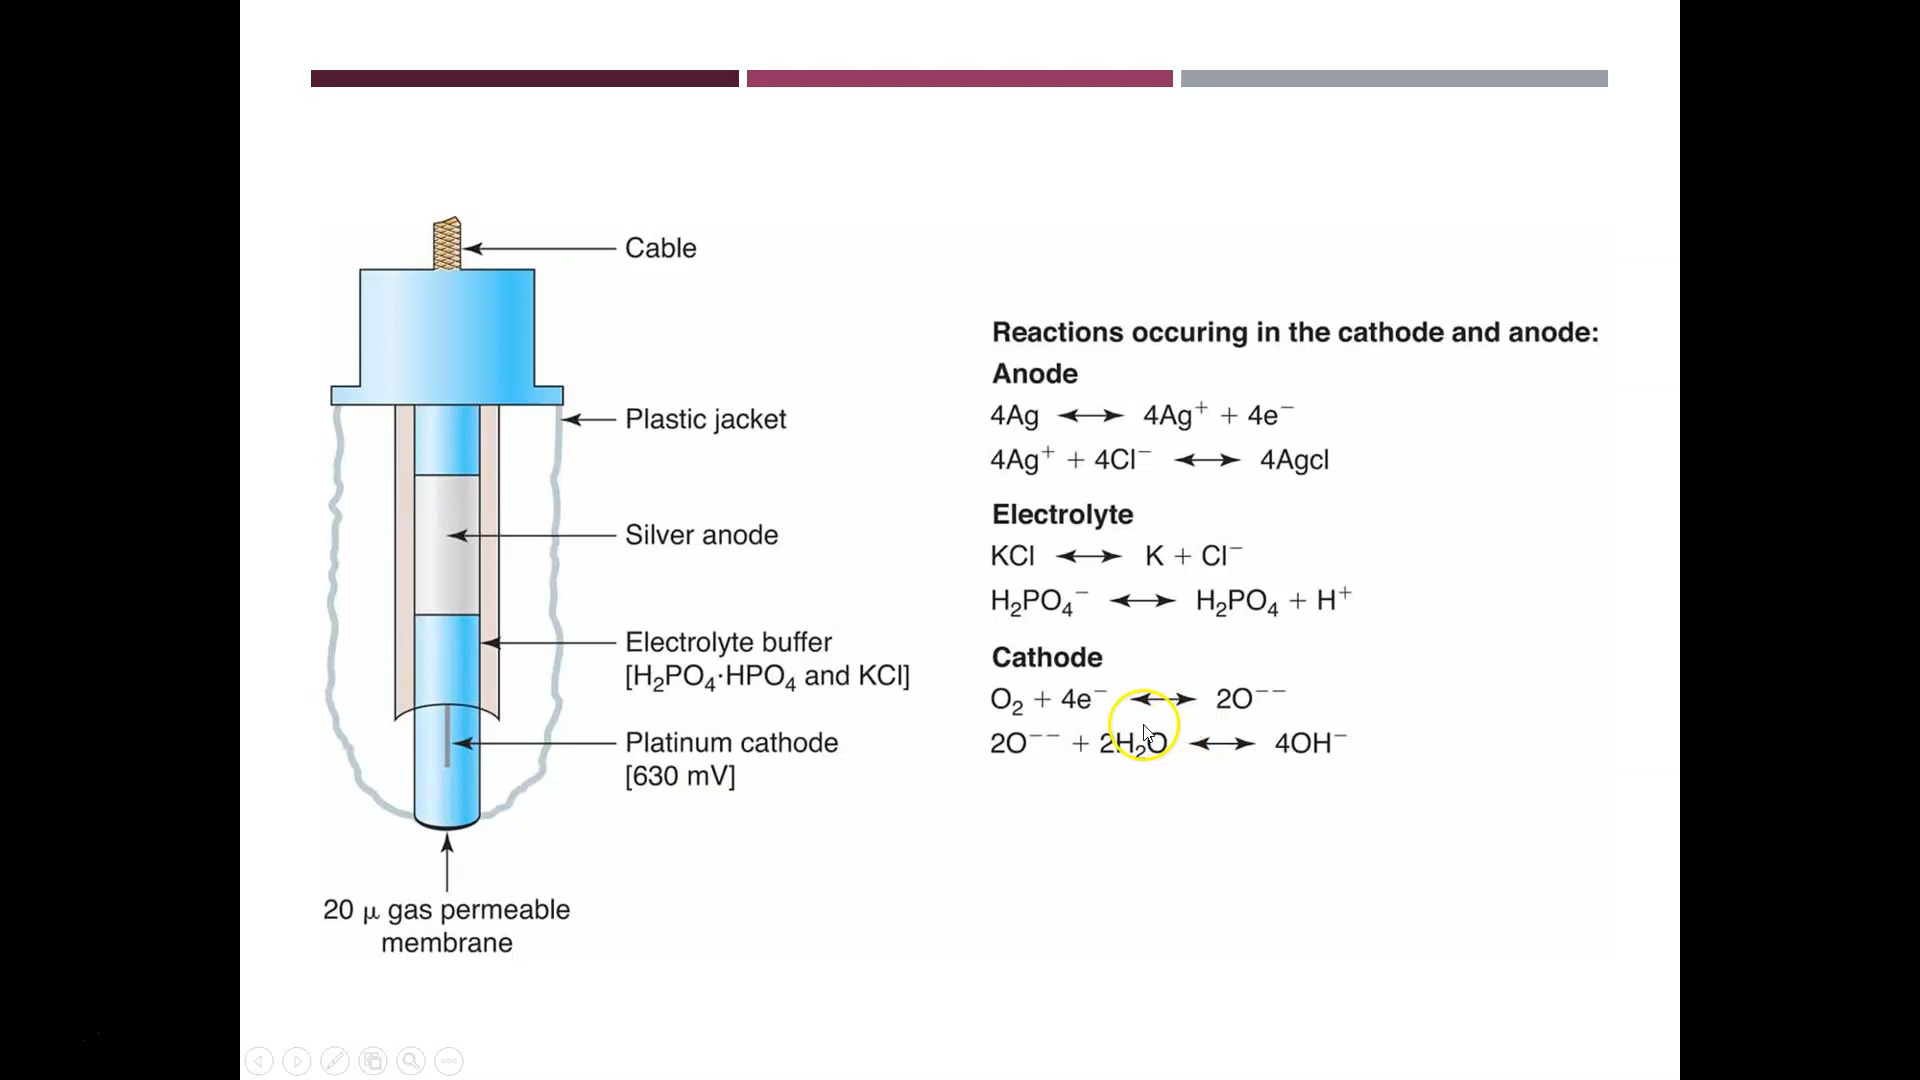 Cable
Plastic jacket
Silver anode
Electrolyte buffer
[H₂PO₄·HPO₄ and KCl]
Platinum cathode
[630 mV]
20 μ gas permeable
membrane
Reactions occuring in the cathode and anode:
Anode
4Ag ⟷ 4Ag⁺ + 4e⁻
4Ag⁺ + 4Cl⁻ ⟷ 4Agcl
Electrolyte
KCl ⟷ K + Cl⁻
H₂PO₄⁻ ⟷ H₂PO₄ + H⁺
Cathode
O₂ + 4e⁻ ⟷ 2O⁻⁻
2O⁻⁻ + 2H₂O ⟷ 4OH⁻